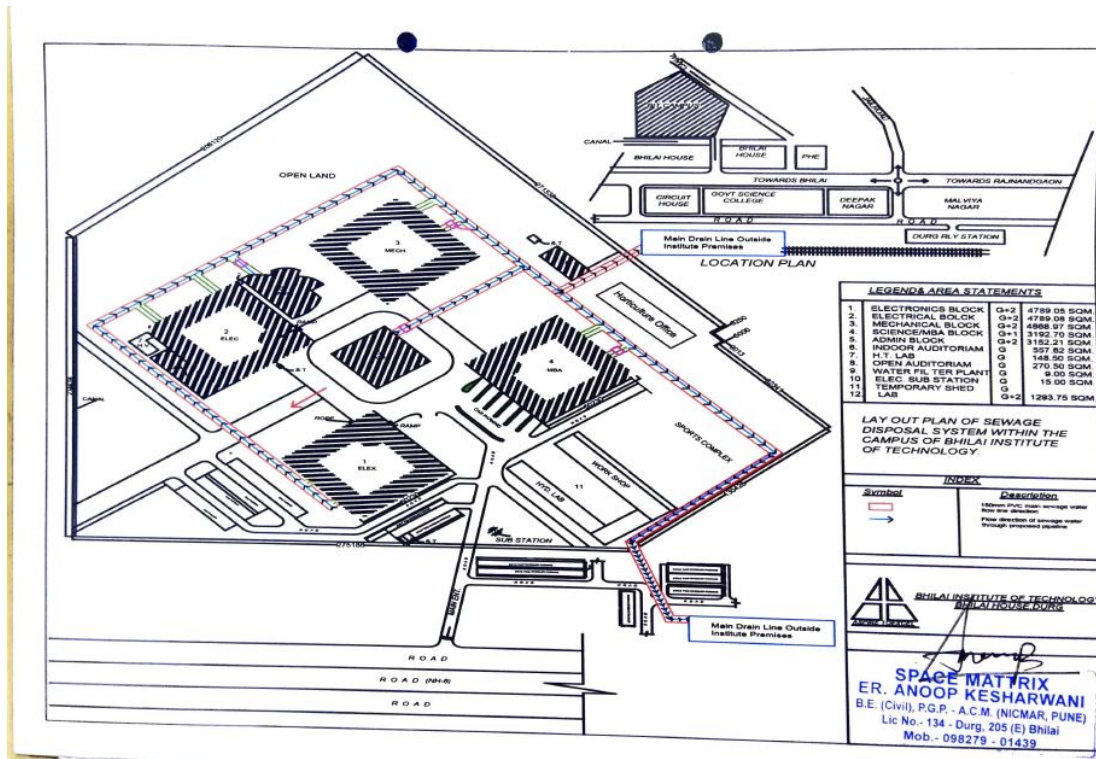 OPEN LAND
CANAL
BHILAI HOUSE
BHILAI HOUSE
PHE
TOWARDS BHILAI
TOWARDS RAJNANDGAON
CIRCUIT HOUSE
GOVT SCIENCE COLLEGE
DEEPAK NAGAR
MALVIYA NAGAR
ROAD
ROAD
DURG RLY STATION
LOCATION PLAN
Main Drain Line Outside
Institute Premises
3
MECH.
S.T
Horticulture Office
2
ELEC
RAMP
H.T.
S.T
CANAL
4
MBA
ROBE
RAMP
1
ELEX
SPORTS COMPLEX
WORK SHOP
11
HYD. LAB
SUB STATION
S.T
275180
MAIN ENT.
ROAD
Main Drain Line Outside
Institute Premises
ROAD
ROAD (NH-6)
ROAD
LEGENDS AREA STATEMENTS
1. ELECTRONICS BLOCK G+2 4789.05 SQM.
2. ELECTRICAL BOLCK G+2 4789.08 SQM.
3. MECHANICAL BLOCK G+2 4868.97 SQM.
4. SCIENCE/MBA BLOCK G+1 3192.70 SQM.
5. ADMIN BLOCK G+2 3152.21 SQM.
6. INDOOR AUDITORIAM G 557.82 SQM.
7. H.T. LAB G 148.50 SQM.
8. OPEN AUDITORIAM G 270.50 SQM.
9. WATER FILTER PLANT G 9.00 SQM.
10 ELEC. SUB STATION G 15.00 SQM.
11 TEMPORARY SHED G
12. LAB G+2 1293.75 SQM.
LAY OUT PLAN OF SEWAGE
DISPOSAL SYSTEM WITHIN THE
CAMPUS OF BHILAI INSTITUTE
OF TECHNOLOGY.
INDEX
Symbol Description
150mm PVC main sewage water
flow line direction
Flow direction of sewage water
through proposed pipeline
BHILAI INSTITUTE OF TECHNOLOGY
BHILAI HOUSE, DURG
SPACE MATTRIX
ER. ANOOP KESHARWANI
B.E. (Civil), P.G.P. - A.C.M. (NICMAR, PUNE)
Lic No.- 134 - Durg, 205 (E) Bhilai
Mob.- 098279 - 01439